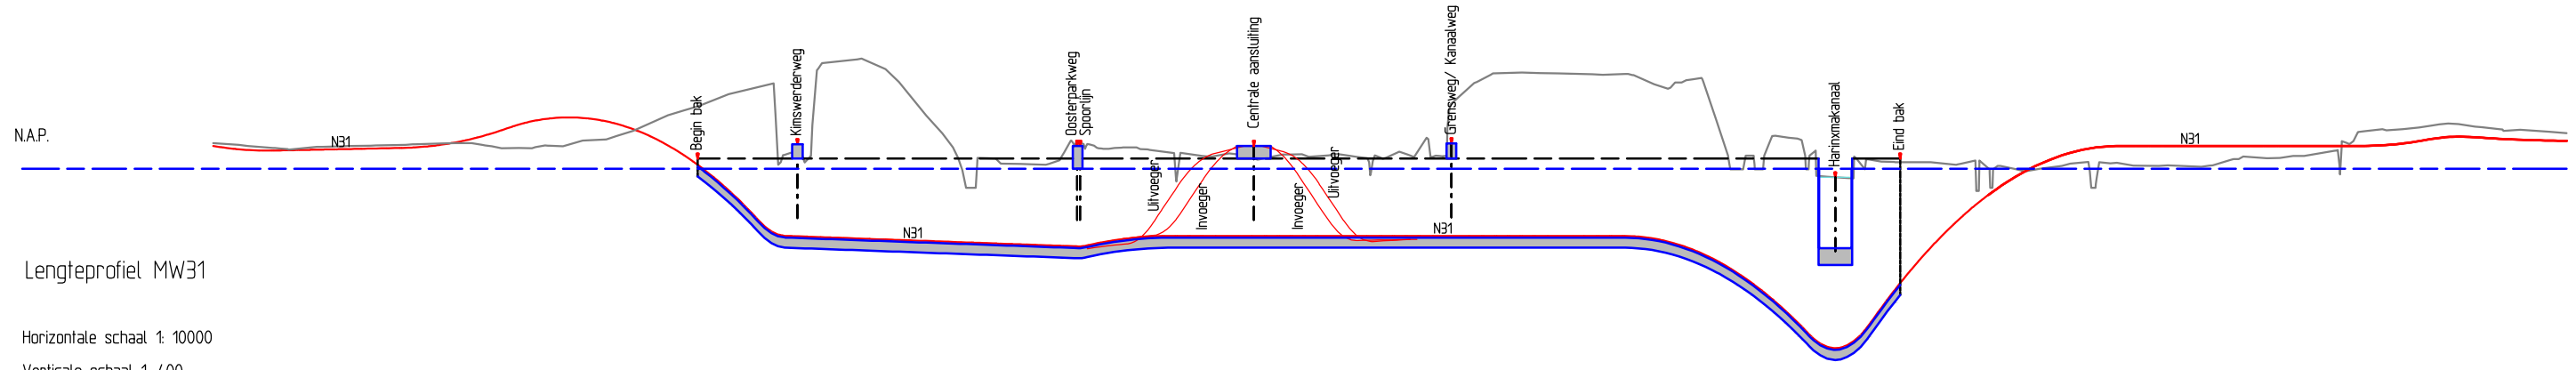 N.A.P.
N31
Begin bak
Kimswerderweg
Oosterparkweg
Spoorlijn
Centrale aansluiting
Grensweg/ Kanaalweg
Harinxmakanaal
Eind bak
N31
Uitvoeger
Invoeger
Invoeger
Uitvoeger
N31
N31
Lengteprofiel MW31
Horizontale schaal 1: 10000